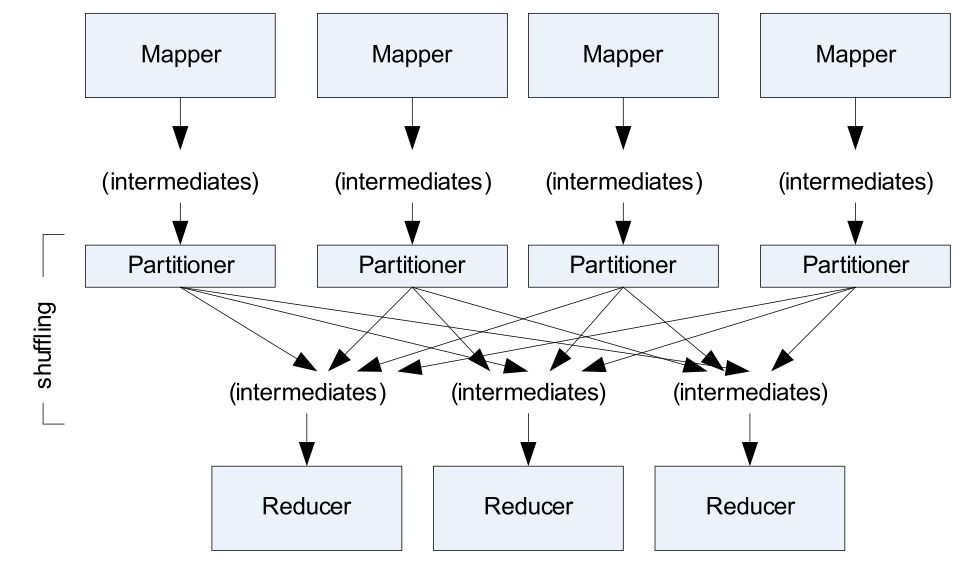 Mapper
Mapper
Mapper
Mapper
(intermediates)
(intermediates)
(intermediates)
(intermediates)
Partitioner
Partitioner
Partitioner
Partitioner
shuffling
(intermediates)
(intermediates)
(intermediates)
Reducer
Reducer
Reducer